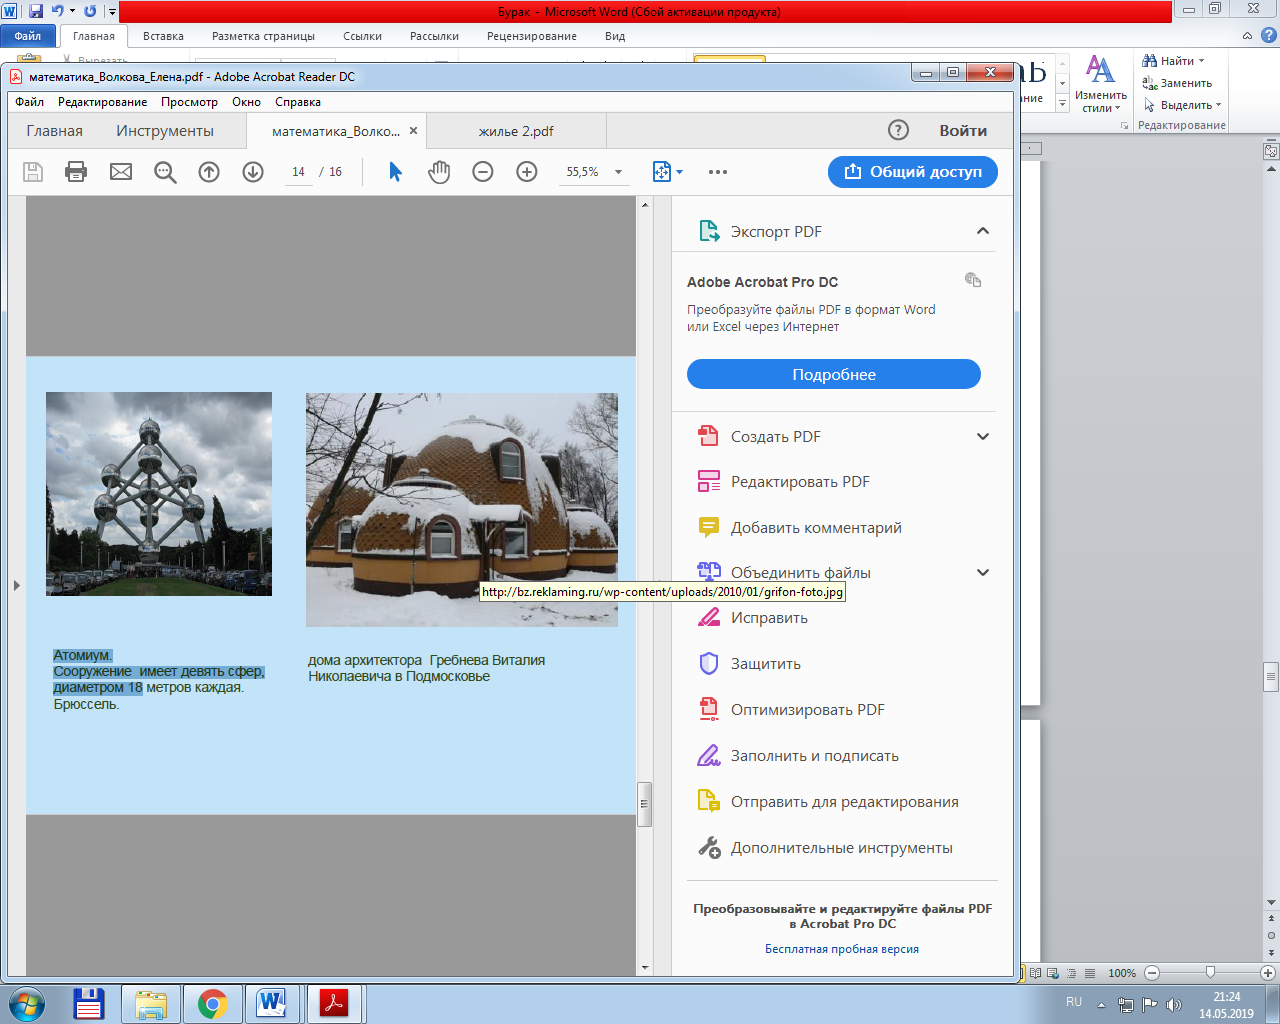 Бурак - Microsoft Word (Сбой активации продукта)
Файл Главная Вставка Разметка страницы Ссылки Рассылки Рецензирование Вид
Вырезать
Найти
Заменить
Выделить
Изменить стили
Редактирование
математика_Волкова_Елена.pdf - Adobe Acrobat Reader DC
Файл Редактирование Просмотр Окно Справка
Главная Инструменты математика_Волко... × жилье 2.pdf ? Войти
14 / 16 55,5% Общий доступ
Экспорт PDF
Adobe Acrobat Pro DC
Преобразуйте файлы PDF в формат Word
или Excel через Интернет
Подробнее
Создать PDF
Редактировать PDF
Добавить комментарий
Объединить файлы
Исправить
Защитить
Оптимизировать PDF
Заполнить и подписать
Отправить для редактирования
Дополнительные инструменты
Преобразовывайте и редактируйте файлы PDF
в Acrobat Pro DC
Бесплатная пробная версия
http://bz.reklaming.ru/wp-content/uploads/2010/01/grifon-foto.jpg
Атомиум.
Сооружение имеет девять сфер,
диаметром 18 метров каждая.
Брюссель.
дома архитектора Гребнева Виталия
Николаевича в Подмосковье
100%
RU
21:24
14.05.2019